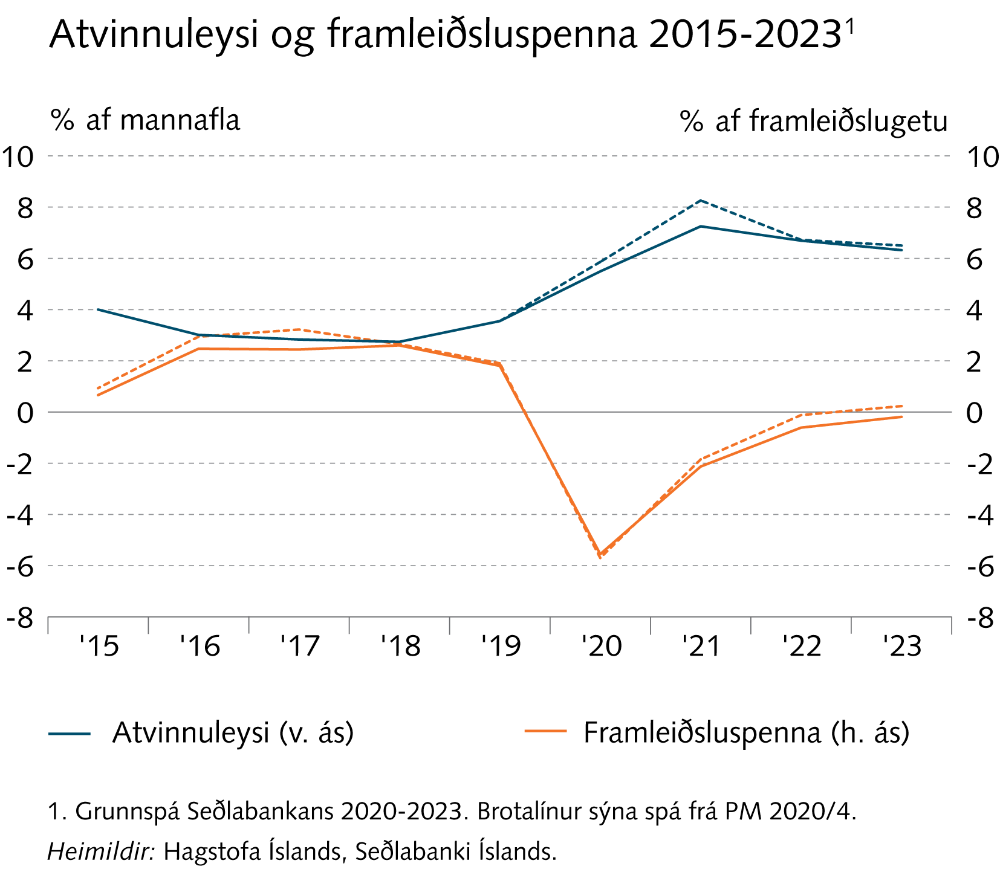 Atvinnuleysi og framleiðsluspenna 2015-2023¹
% af mannafla
% af framleiðslugetu
10 10
8 8
6 6
4 4
2 2
0 0
-2 -2
-4 -4
-6 -6
-8 -8
'15 '16 '17 '18 '19 '20 '21 '22 '23
Atvinnuleysi (v. ás)
Framleiðsluspenna (h. ás)
1. Grunnspá Seðlabankans 2020-2023. Brotalínur sýna spá frá PM 2020/4.
Heimildir: Hagstofa Íslands, Seðlabanki Íslands.